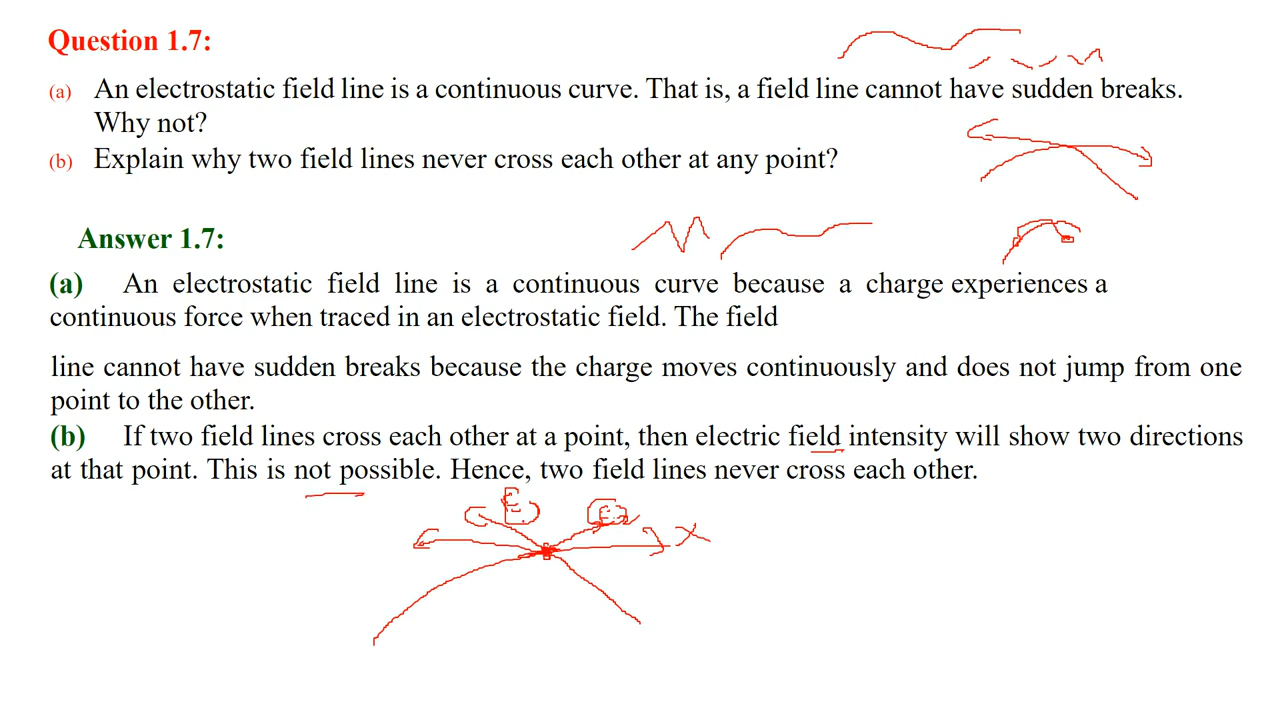 Question 1.7:
(a) An electrostatic field line is a continuous curve. That is, a field line cannot have sudden breaks.
Why not?
(b) Explain why two field lines never cross each other at any point?
Answer 1.7:
(a) An electrostatic field line is a continuous curve because a charge experiences a
continuous force when traced in an electrostatic field. The field
line cannot have sudden breaks because the charge moves continuously and does not jump from one
point to the other.
(b) If two field lines cross each other at a point, then electric field intensity will show two directions
at that point. This is not possible. Hence, two field lines never cross each other.